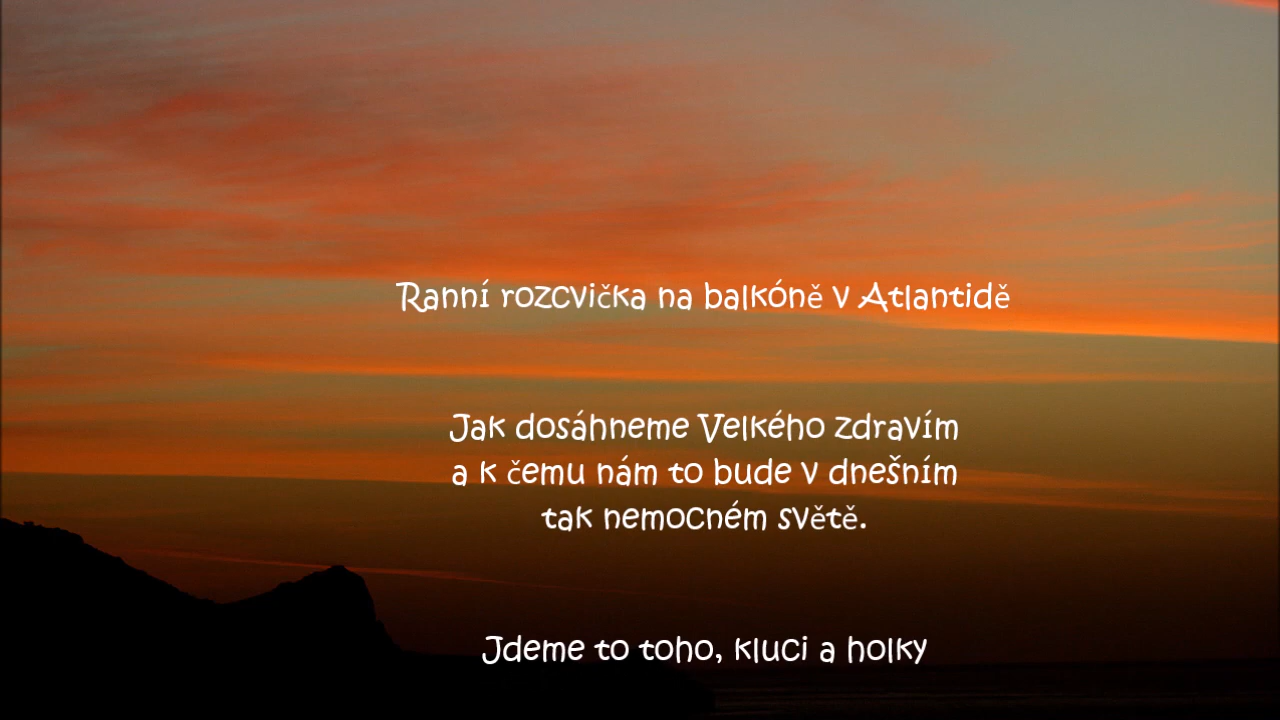 Ranní rozcvička na balkóně v Atlantidě
Jak dosáhneme Velkého zdravím
a k čemu nám to bude v dnešním
tak nemocném světě.
Jdeme to toho, kluci a holky